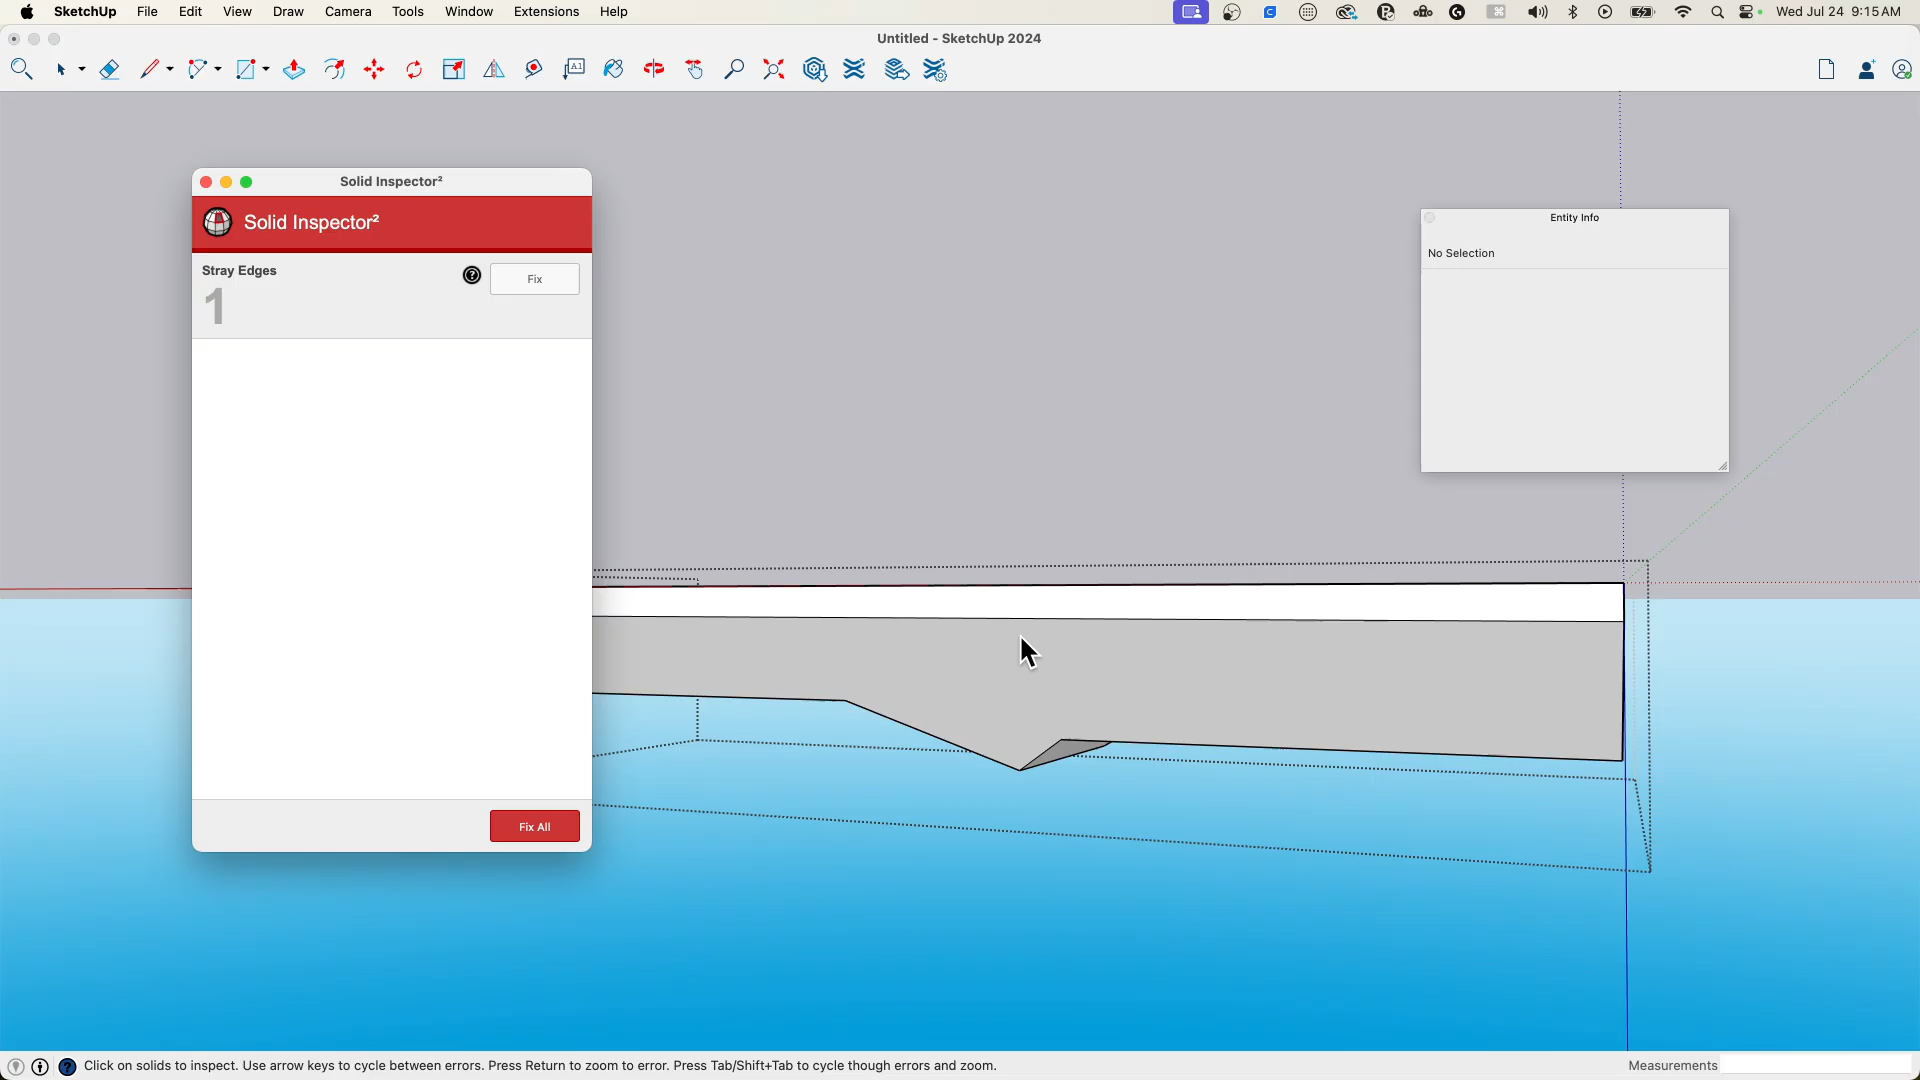 SketchUp File Edit View Draw Camera Tools Window Extensions Help Wed Jul 24 9:15 AM
Untitled - SketchUp 2024
A1
Solid Inspector²
Solid Inspector²
Stray Edges
1
Fix
Fix All
Entity Info
No Selection
Click on solids to inspect. Use arrow keys to cycle between errors. Press Return to zoom to error. Press Tab/Shift+Tab to cycle though errors and zoom.
Measurements